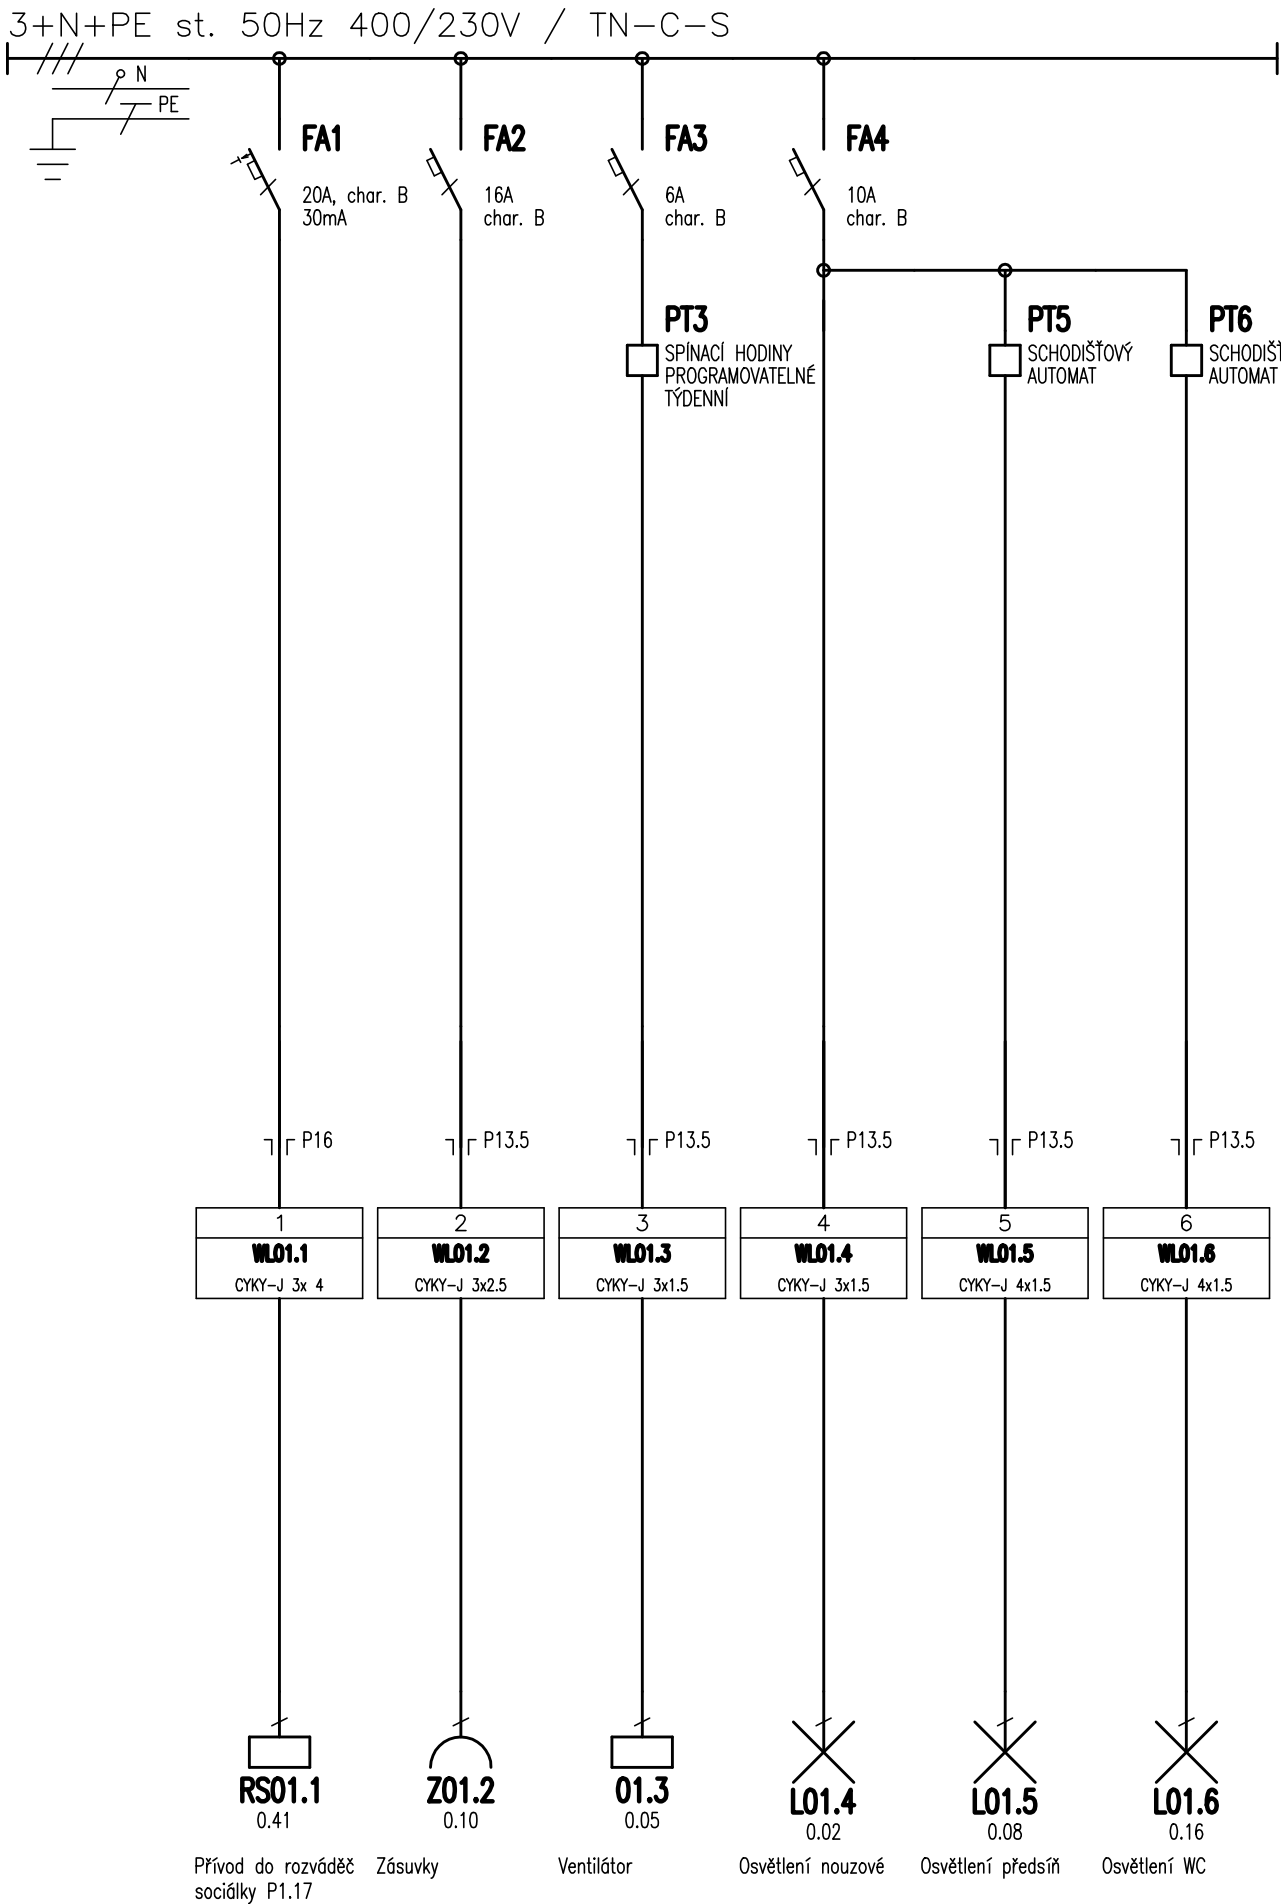 3+N+PE st. 50Hz 400/230V / TN-C-S
N
PE
FA1
20A, char. B
30mA
FA2
16A
char. B
FA3
6A
char. B
FA4
10A
char. B
PT3
SPÍNACÍ HODINY
PROGRAMOVATELNÉ
TÝDENNÍ
PT5
SCHODIŠŤOVÝ
AUTOMAT
PT6
SCHODIŠŤ
AUTOMAT
P16
P13.5
P13.5
P13.5
P13.5
P13.5
1
WL01.1
CYKY-J 3x 4
2
WL01.2
CYKY-J 3x2.5
3
WL01.3
CYKY-J 3x1.5
4
WL01.4
CYKY-J 3x1.5
5
WL01.5
CYKY-J 4x1.5
6
WL01.6
CYKY-J 4x1.5
RS01.1
0.41
Přívod do rozváděč
sociálky P1.17
Z01.2
0.10
Zásuvky
01.3
0.05
Ventilátor
L01.4
0.02
Osvětlení nouzové
L01.5
0.08
Osvětlení předsíň
L01.6
0.16
Osvětlení WC